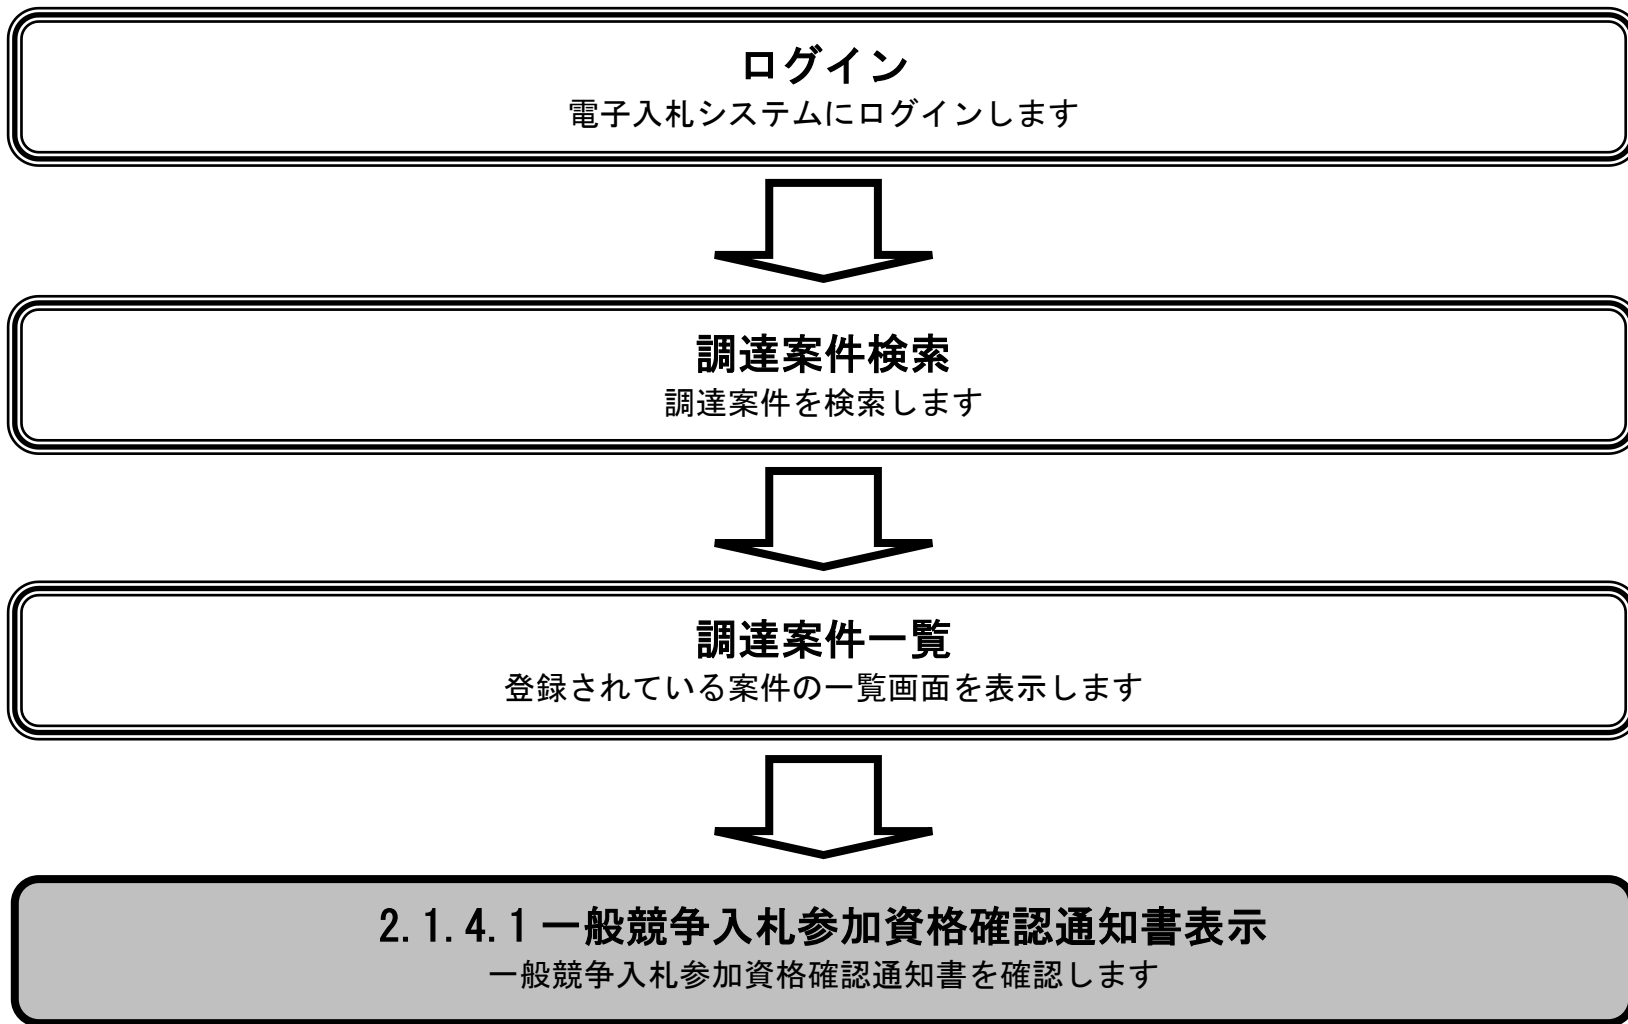 ログイン
電子入札システムにログインします
調達案件検索
調達案件を検索します
調達案件一覧
登録されている案件の一覧画面を表示します
2.1.4.1 一般競争入札参加資格確認通知書表示
一般競争入札参加資格確認通知書を確認します